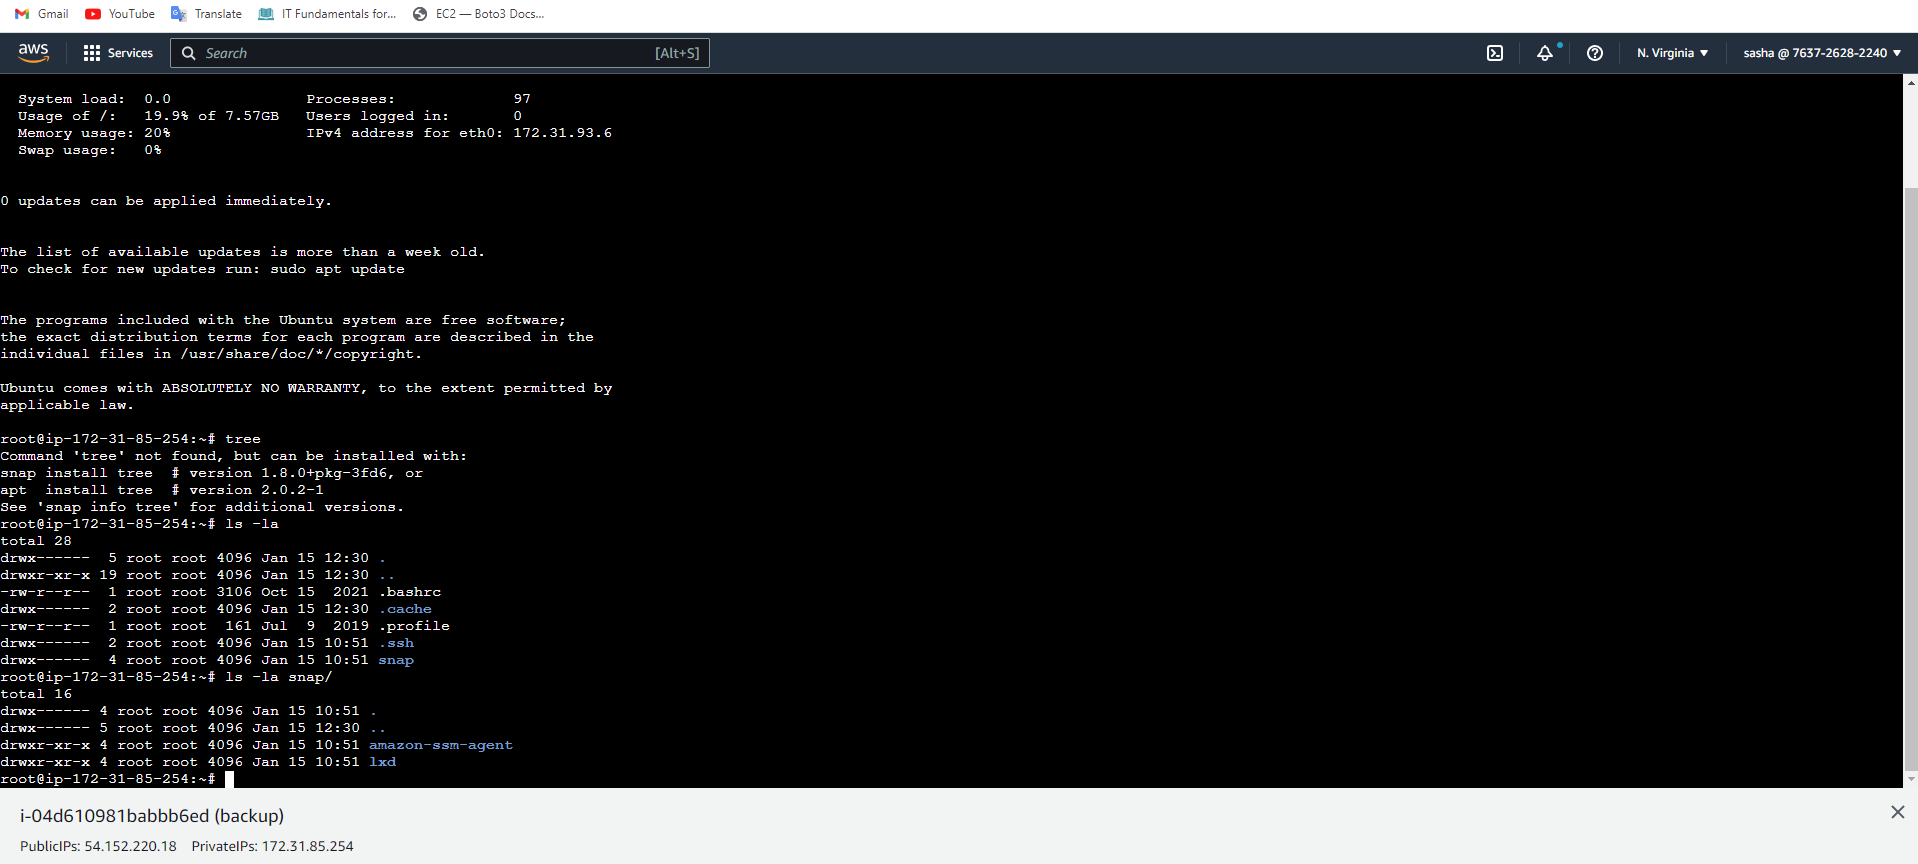 Gmail YouTube Translate IT Fundamentals for... EC2 — Boto3 Docs...
aws Services Search [Alt+S] N. Virginia ▼ sasha @ 7637-2628-2240 ▼
System load: 0.0 Processes: 97
Usage of /: 19.9% of 7.57GB Users logged in: 0
Memory usage: 20% IPv4 address for eth0: 172.31.93.6
Swap usage: 0%
0 updates can be applied immediately.
The list of available updates is more than a week old.
To check for new updates run: sudo apt update
The programs included with the Ubuntu system are free software;
the exact distribution terms for each program are described in the
individual files in /usr/share/doc/*/copyright.
Ubuntu comes with ABSOLUTELY NO WARRANTY, to the extent permitted by
applicable law.
root@ip-172-31-85-254:~# tree
Command 'tree' not found, but can be installed with:
snap install tree  # version 1.8.0+pkg-3fd6, or
apt  install tree  # version 2.0.2-1
See 'snap info tree' for additional versions.
root@ip-172-31-85-254:~# ls -la
total 28
drwx------  5 root root 4096 Jan 15 12:30 .
drwxr-xr-x 19 root root 4096 Jan 15 12:30 ..
-rw-r--r--  1 root root 3106 Oct 15  2021 .bashrc
drwx------  2 root root 4096 Jan 15 12:30 .cache
-rw-r--r--  1 root root  161 Jul  9  2019 .profile
drwx------  2 root root 4096 Jan 15 10:51 .ssh
drwx------  4 root root 4096 Jan 15 10:51 snap
root@ip-172-31-85-254:~# ls -la snap/
total 16
drwx------ 4 root root 4096 Jan 15 10:51 .
drwx------ 5 root root 4096 Jan 15 12:30 ..
drwxr-xr-x 4 root root 4096 Jan 15 10:51 amazon-ssm-agent
drwxr-xr-x 4 root root 4096 Jan 15 10:51 lxd
root@ip-172-31-85-254:~#
i-04d610981babbb6ed (backup)
PublicIPs: 54.152.220.18 PrivateIPs: 172.31.85.254